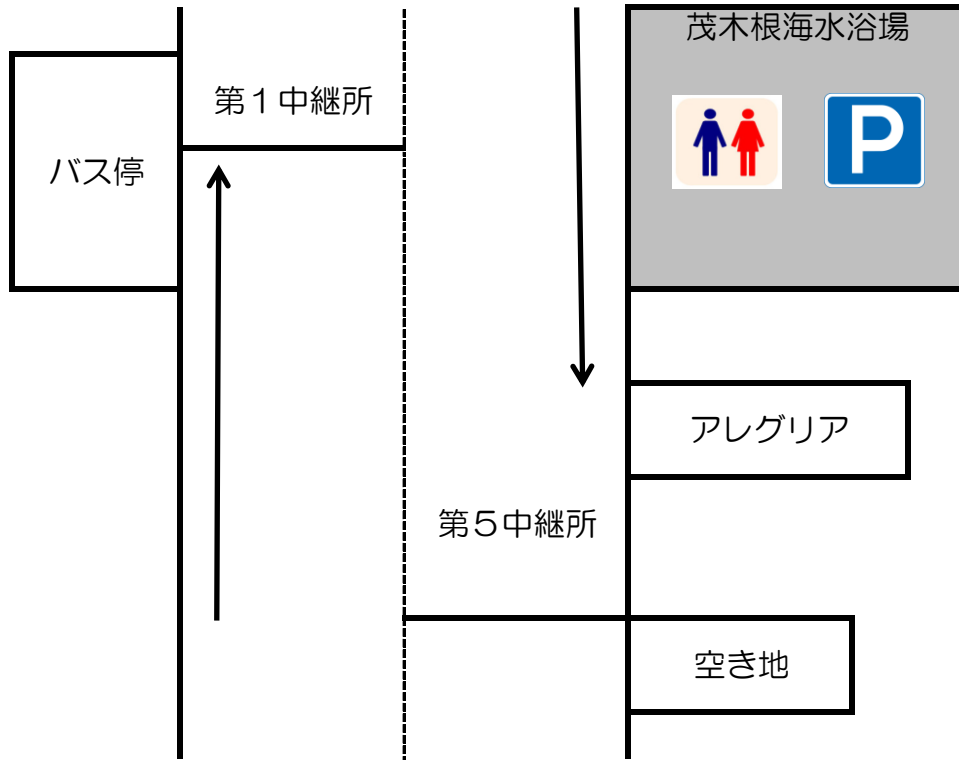 茂木根海水浴場
第１中継所
バス停
P
アレグリア
第５中継所
空き地